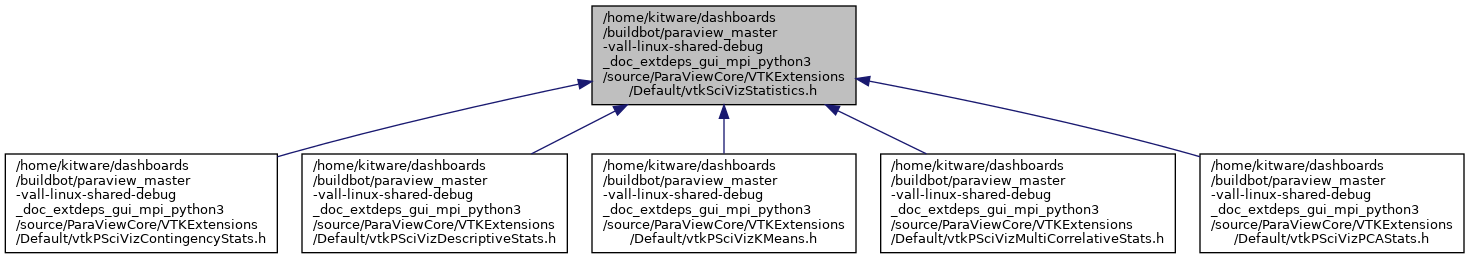 /home/kitware/dashboards
/buildbot/paraview_master
-vall-linux-shared-debug
_doc_extdeps_gui_mpi_python3
/source/ParaViewCore/VTKExtensions
/Default/vtkSciVizStatistics.h
/home/kitware/dashboards
/buildbot/paraview_master
-vall-linux-shared-debug
_doc_extdeps_gui_mpi_python3
/source/ParaViewCore/VTKExtensions
/Default/vtkPSciVizContingencyStats.h
/home/kitware/dashboards
/buildbot/paraview_master
-vall-linux-shared-debug
_doc_extdeps_gui_mpi_python3
/source/ParaViewCore/VTKExtensions
/Default/vtkPSciVizDescriptiveStats.h
/home/kitware/dashboards
/buildbot/paraview_master
-vall-linux-shared-debug
_doc_extdeps_gui_mpi_python3
/source/ParaViewCore/VTKExtensions
/Default/vtkPSciVizKMeans.h
/home/kitware/dashboards
/buildbot/paraview_master
-vall-linux-shared-debug
_doc_extdeps_gui_mpi_python3
/source/ParaViewCore/VTKExtensions
/Default/vtkPSciVizMultiCorrelativeStats.h
/home/kitware/dashboards
/buildbot/paraview_master
-vall-linux-shared-debug
_doc_extdeps_gui_mpi_python3
/source/ParaViewCore/VTKExtensions
/Default/vtkPSciVizPCAStats.h